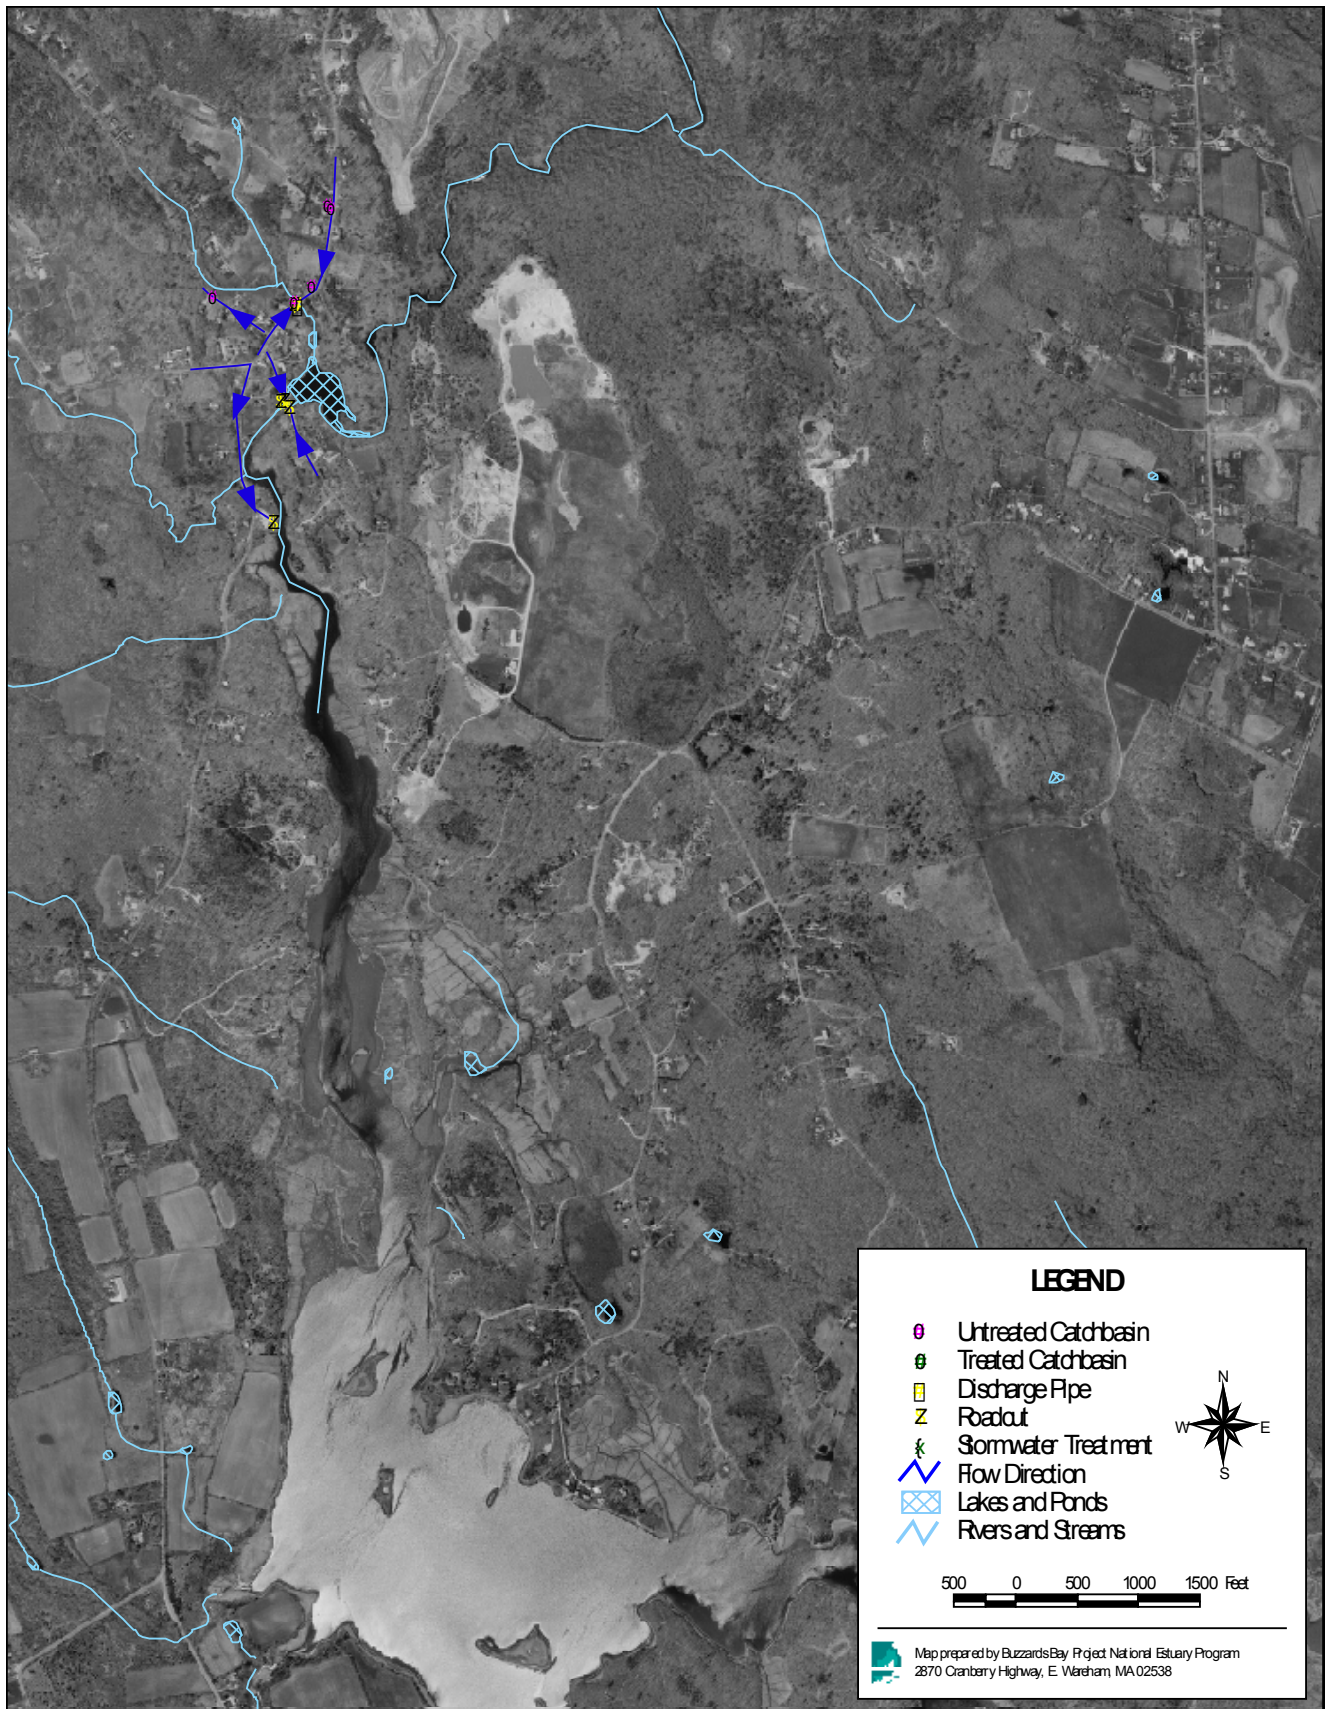 LEGEND
Untreated Catchbasin
Treated Catchbasin
Discharge Pipe
Roadcut
Stormwater Treatment
Flow Direction
Lakes and Ponds
Rivers and Streams
N
W E
S
500 0 500 1000 1500 Feet
Map prepared by Buzzards Bay Project National Estuary Program
2870 Cranberry Highway, E. Wareham, MA 02538